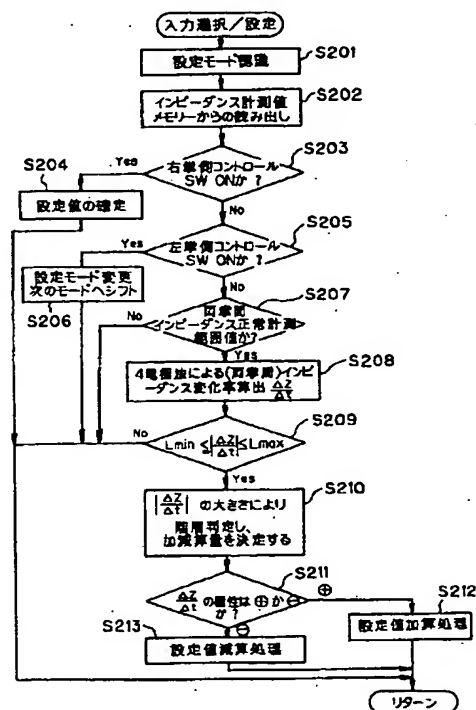 入力選択/設定
S201
設定モード認識
S202
インピーダンス計測値
メモリーからの読み出し
S203
右掌側コントロール
SW ONか?
Yes
No
S204
設定値の確定
S205
左掌側コントロール
SW ONか?
Yes
No
設定モード変更
次のモードへシフト
S206
S207
両掌間
インピーダンス正常計測
範囲値か?
No
Yes
S208
4電極法による(両掌間)インピ
ーダンス変化率算出 ΔZ/Δt
S209
Lmin ≤|ΔZ/Δt|≤Lmax
No
Yes
S210
|ΔZ/Δt| の大きさにより
階層判定し、
加減算量を決定する
S211
ΔZ/Δt の属性は⊕か⊖
か?
⊕
⊖
S212
設定値加算処理
S213
設定値減算処理
リターン